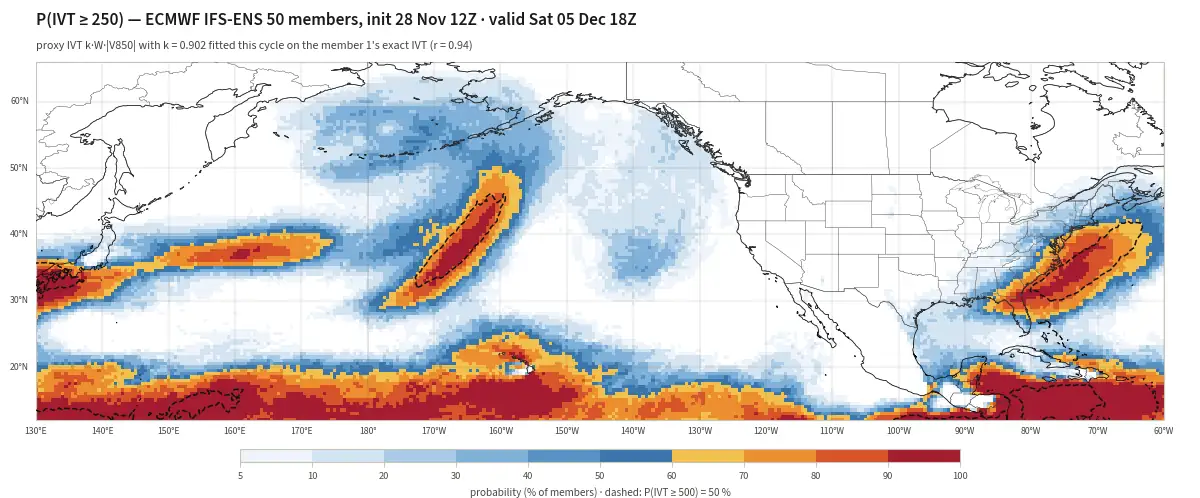 P(IVT ≥ 250) — ECMWF IFS-ENS 50 members, init 28 Nov 12Z · valid Sat 05 Dec 18Z
proxy IVT k·W·|V850| with k = 0.902 fitted this cycle on the member 1's exact IVT (r = 0.94)
60°N
50°N
40°N
30°N
20°N
130°E 140°E 150°E 160°E 170°E 180° 170°W 160°W 150°W 140°W 130°W 120°W 110°W 100°W 90°W 80°W 70°W 60°W
5 10 20 30 40 50 60 70 80 90 100
probability (% of members) · dashed: P(IVT ≥ 500) = 50 %